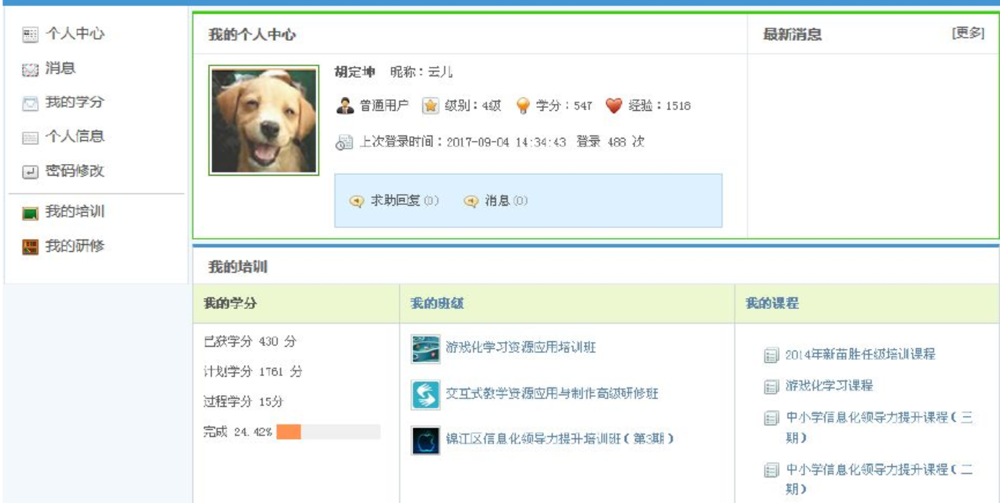 个人中心
消息
我的学分
个人信息
密码修改
我的培训
我的研修
我的个人中心
最新消息 [更多]
胡定坤 昵称：云儿
普通用户 级别：4级 学分：547 经验：1518
上次登录时间：2017-09-04 14:34:43 登录 488 次
求助回复(0) 消息(0)
我的培训
我的学分
已获学分 430 分
计划学分 1761 分
过程学分 15分
完成 24.42%
我的班级
游戏化学习资源应用培训班
交互式教学资源应用与制作高级研修班
锦江区信息化领导力提升培训班（第3期）
我的课程
2014年新苗胜任级培训课程
游戏化学习课程
中小学信息化领导力提升课程（三
期）
中小学信息化领导力提升课程（二
期）